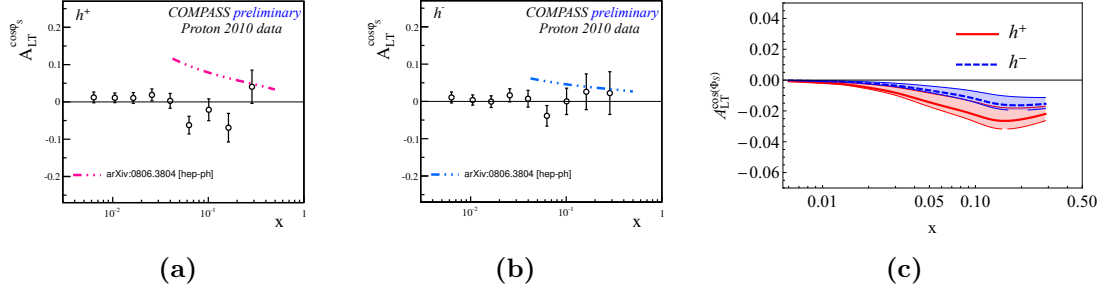 h⁺
COMPASS preliminary
Proton 2010 data
A_LT^cosφ_S
0.2
0.1
0
-0.1
-0.2
arXiv:0806.3804 [hep-ph]
10⁻² 10⁻¹ 1
x
(a)
h⁻
COMPASS preliminary
Proton 2010 data
A_LT^cosφ_S
0.2
0.1
0
-0.1
-0.2
arXiv:0806.3804 [hep-ph]
10⁻² 10⁻¹ 1
x
(b)
h⁺
h⁻
A_LT^cos(Φ_S)
0.04
0.02
0.00
−0.02
−0.04
−0.06
0.01 0.05 0.10 0.50
x
(c)